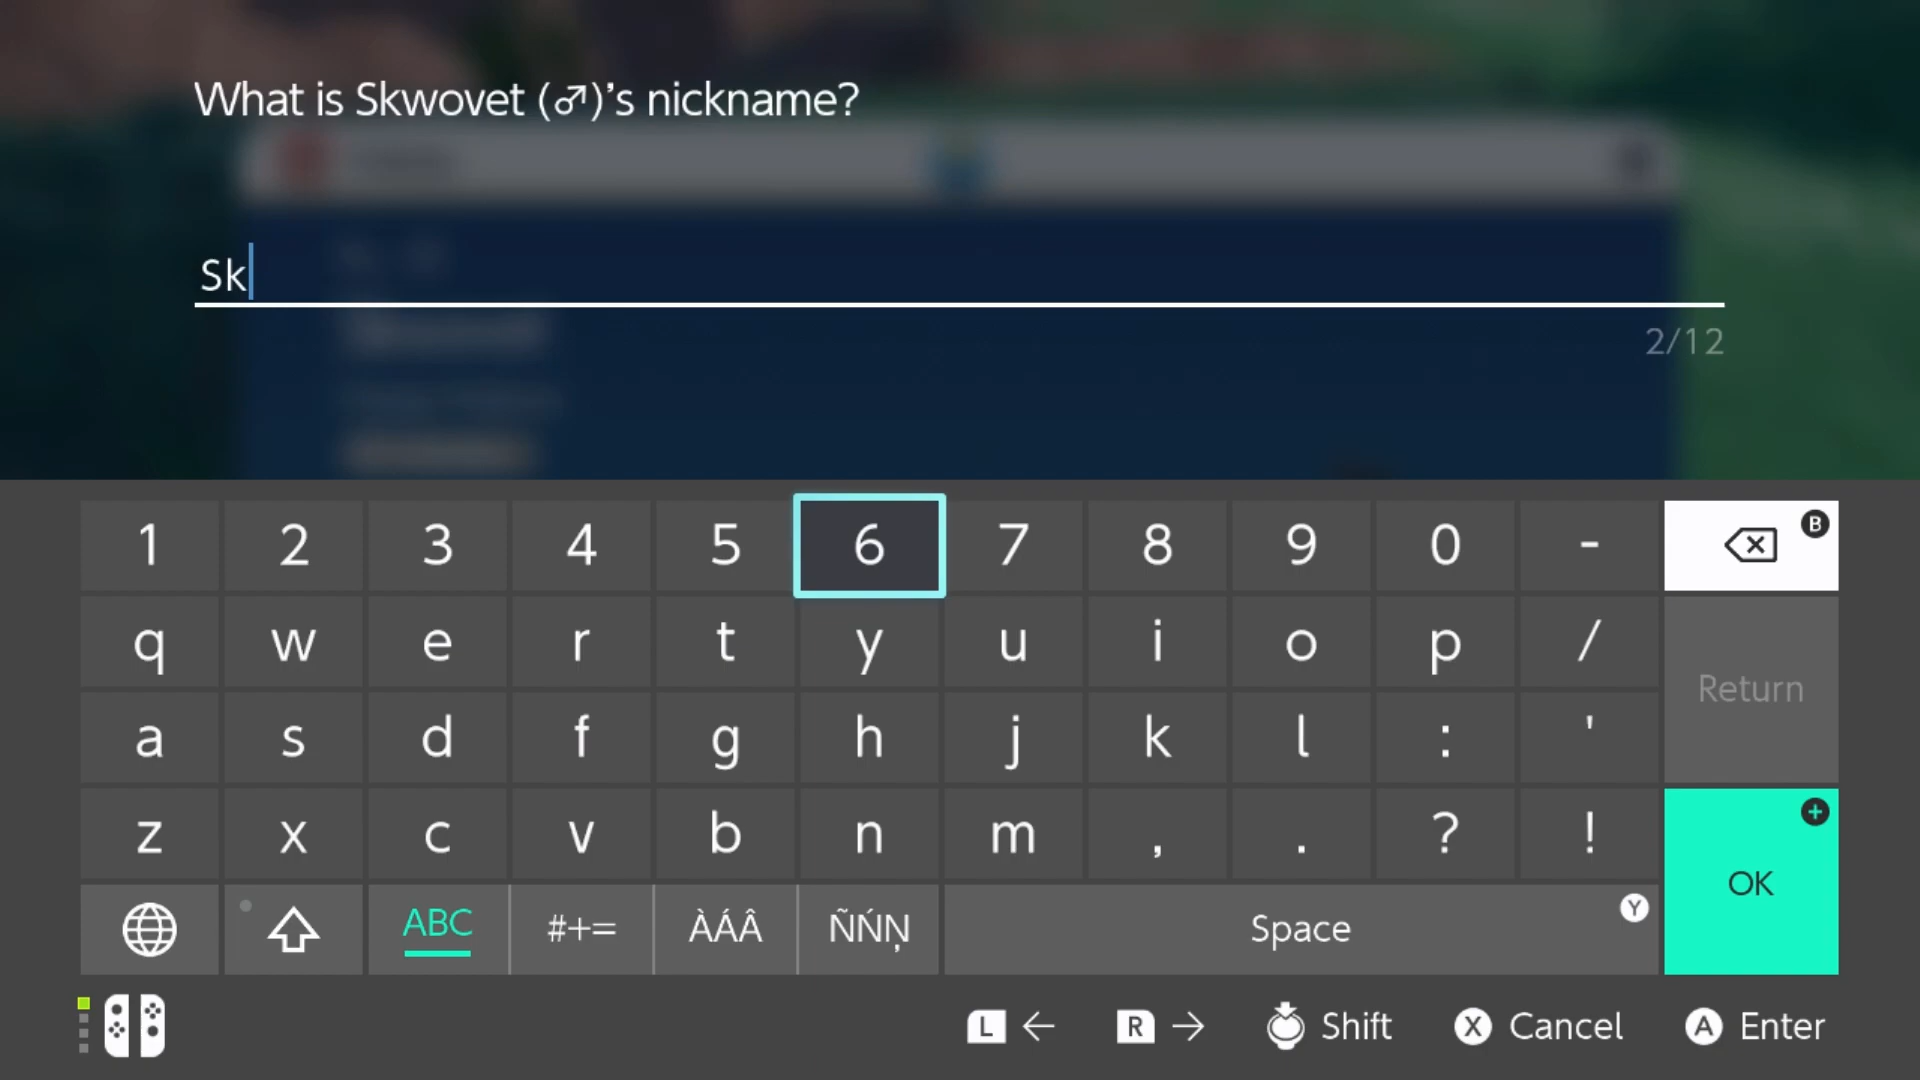 What is Skwovet (♂)'s nickname?
Sk
2/12
1 2 3 4 5 6 7 8 9 0 - B
q w e r t y u i o p / Return
a s d f g h j k l : '
z x c v b n m , . ? ! + OK
ABC #+= ÀÁÂ ÑŃŅ Space Y
L ← R → Shift X Cancel A Enter